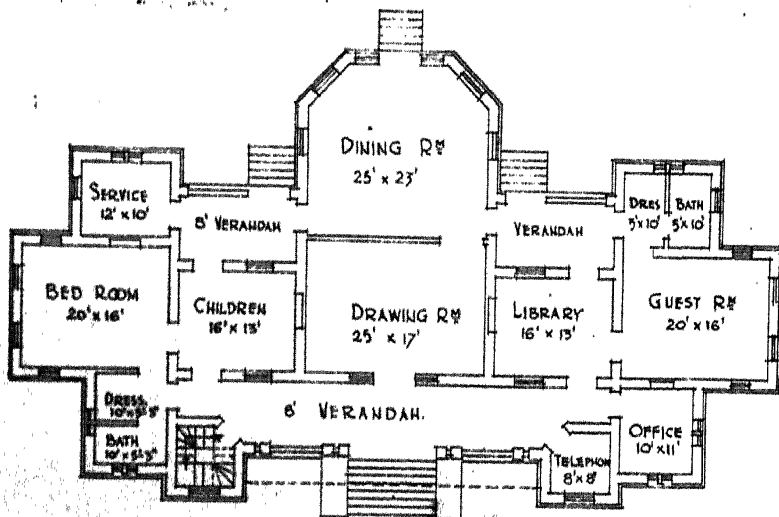 DINING RM
25' x 23'
SERVICE
12' x 10'
8' VERANDAH
VERANDAH
DRES
5'x10'
BATH
5'x10'
BED ROOM
20' x 16'
CHILDREN
16' x 13'
DRAWING RM
25' x 17'
LIBRARY
16' x 13'
GUEST RM
20' x 16'
DRESS
8' VERANDAH.
BATH
OFFICE
10' x 11'
TELEPHON
8' x 8'